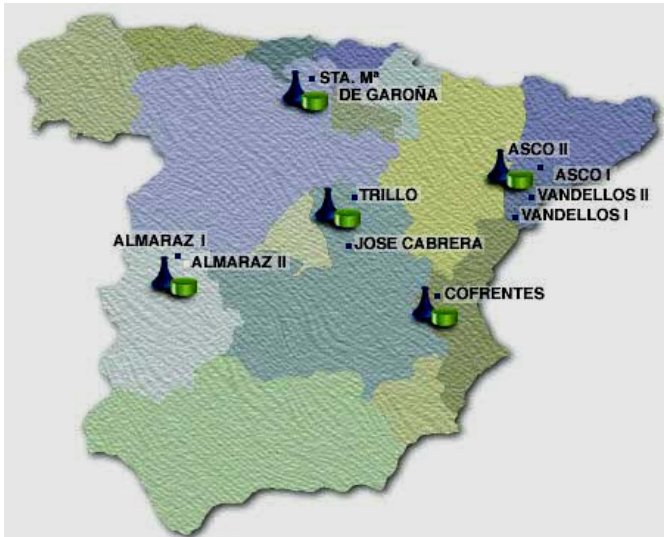 STA. Mª
DE GAROÑA
ASCO II
ASCO I
TRILLO
VANDELLOS II
VANDELLOS I
ALMARAZ I
JOSE CABRERA
ALMARAZ II
COFRENTES